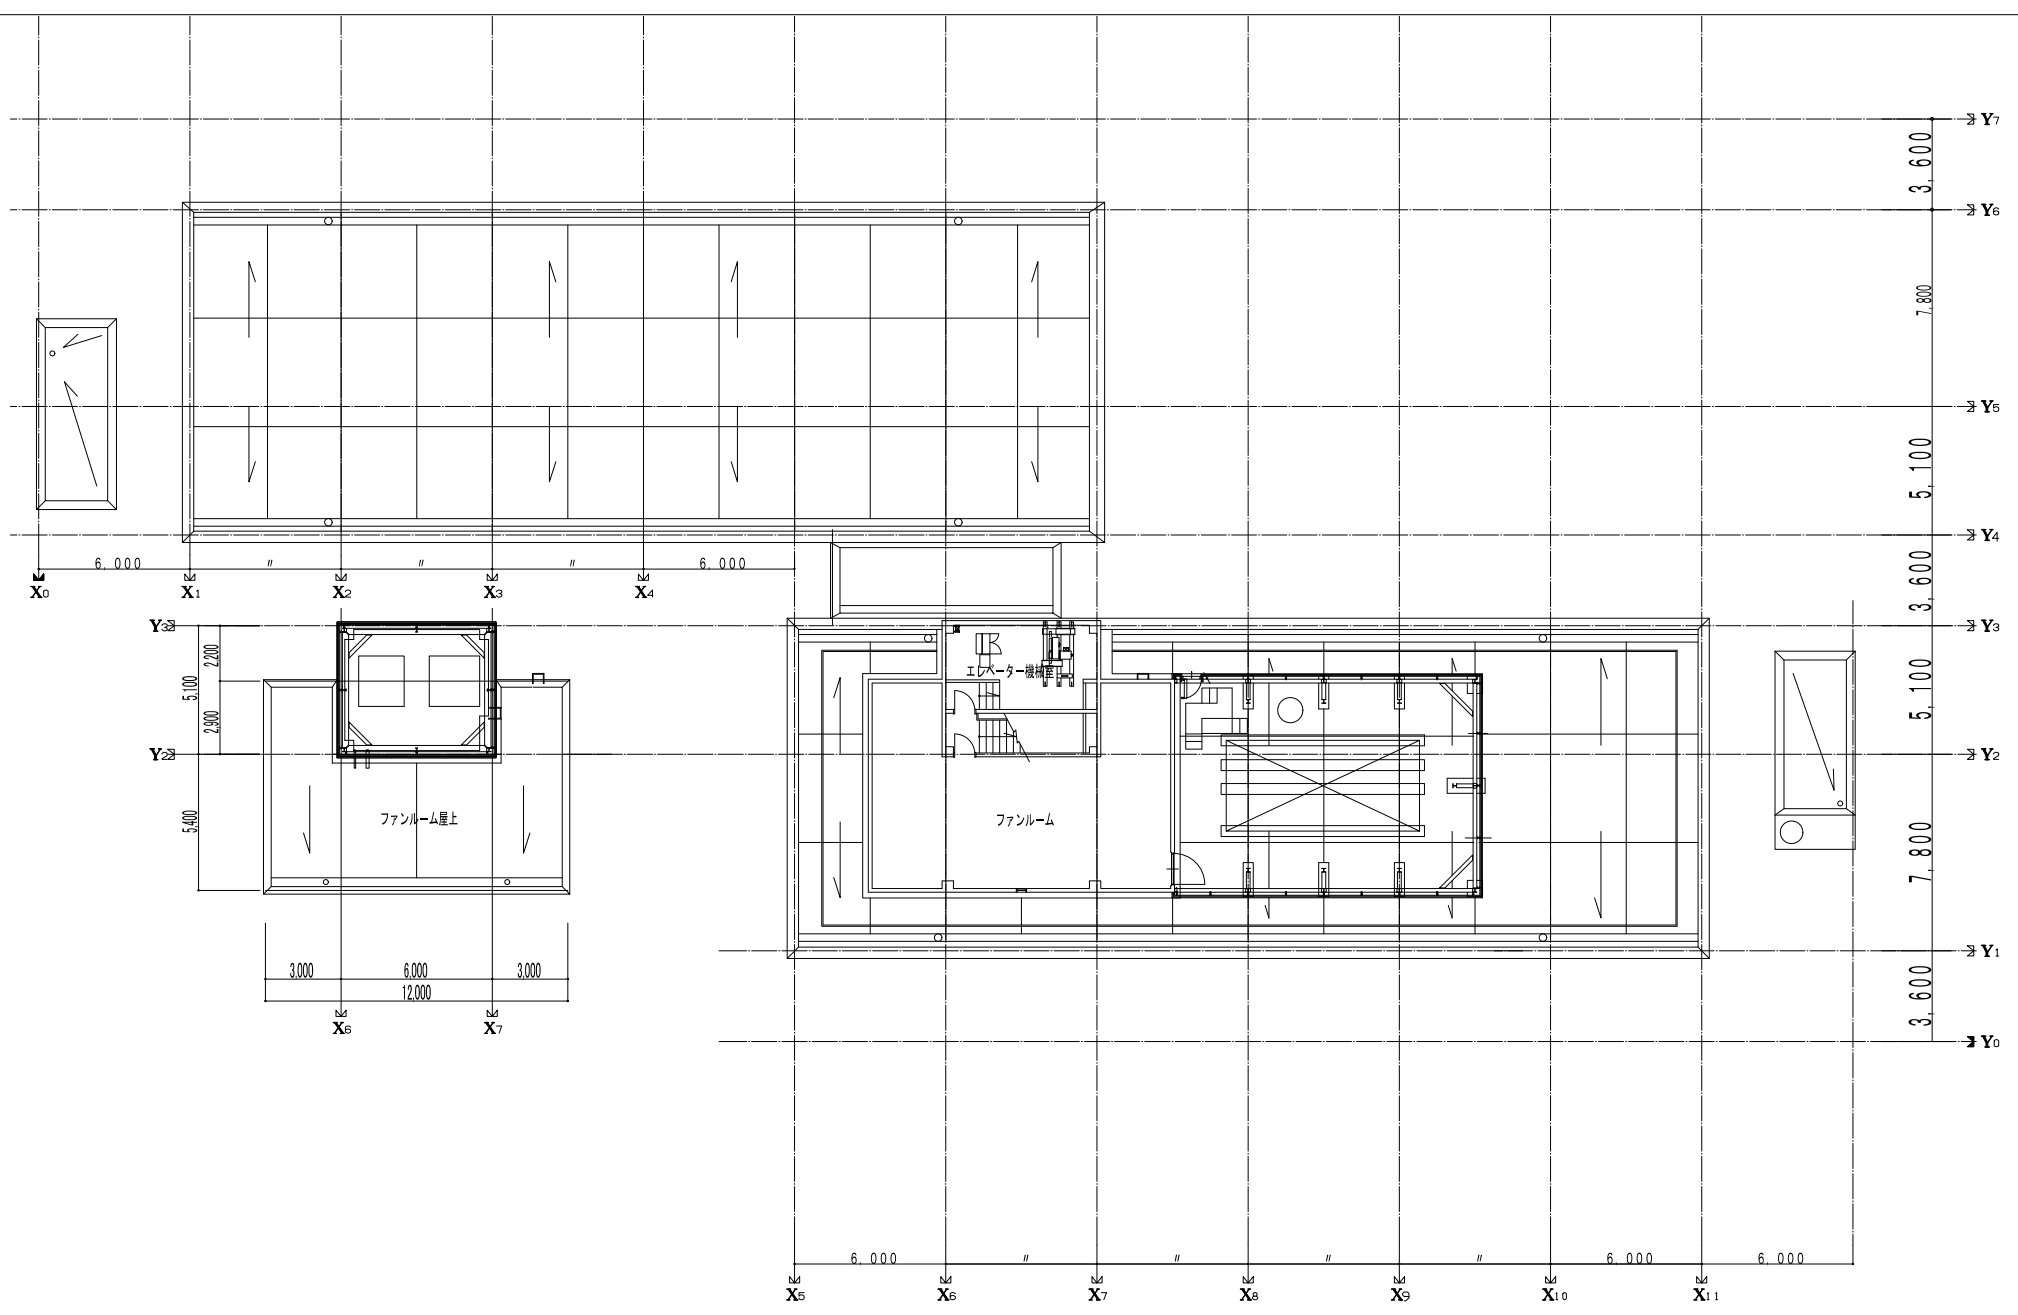 Y7
3,600
Y6
7,800
Y5
5,100
Y4
6,000 〃 〃 〃 6,000
X0 X1 X2 X3 X4
3,600
Y3
Y3
2,200
5,100
2,900
エレベーター機械室
5,100
Y2
Y2
5,400
ファンルーム屋上
ファンルーム
7,800
Y1
3,000 6,000 3,000
12,000
3,600
X6 X7
Y0
6,000 〃 〃 〃 〃 6,000 6,000
X5 X6 X7 X8 X9 X10 X11